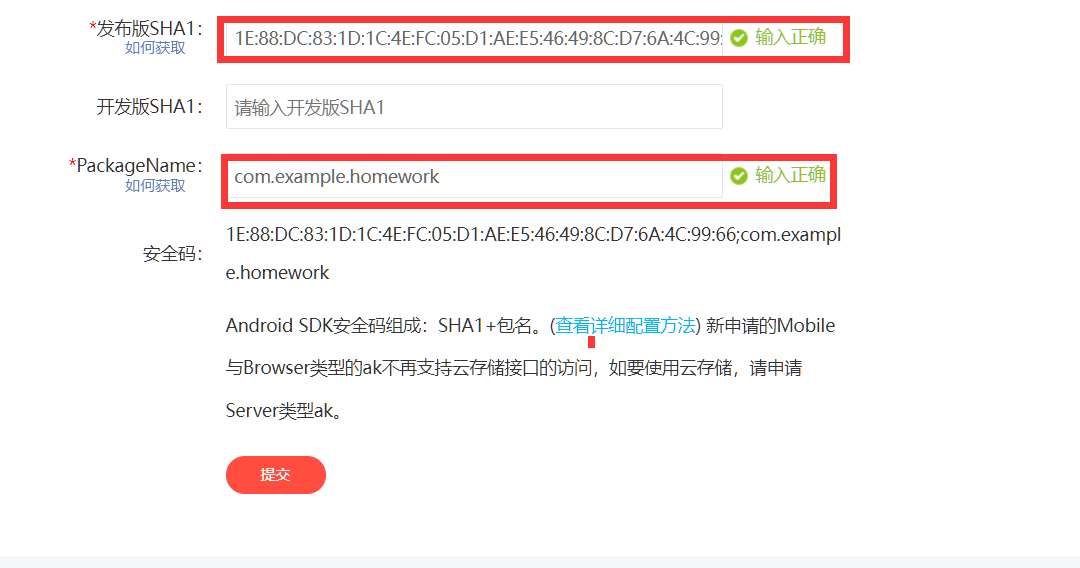 *发布版SHA1：
如何获取
1E:88:DC:83:1D:1C:4E:FC:05:D1:AE:E5:46:49:8C:D7:6A:4C:99:
输入正确
开发版SHA1：
请输入开发版SHA1
*PackageName：
如何获取
com.example.homework
输入正确
安全码：
1E:88:DC:83:1D:1C:4E:FC:05:D1:AE:E5:46:49:8C:D7:6A:4C:99:66;com.exampl
e.homework
Android SDK安全码组成：SHA1+包名。(查看详细配置方法) 新申请的Mobile
与Browser类型的ak不再支持云存储接口的访问，如要使用云存储，请申请
Server类型ak。
提交